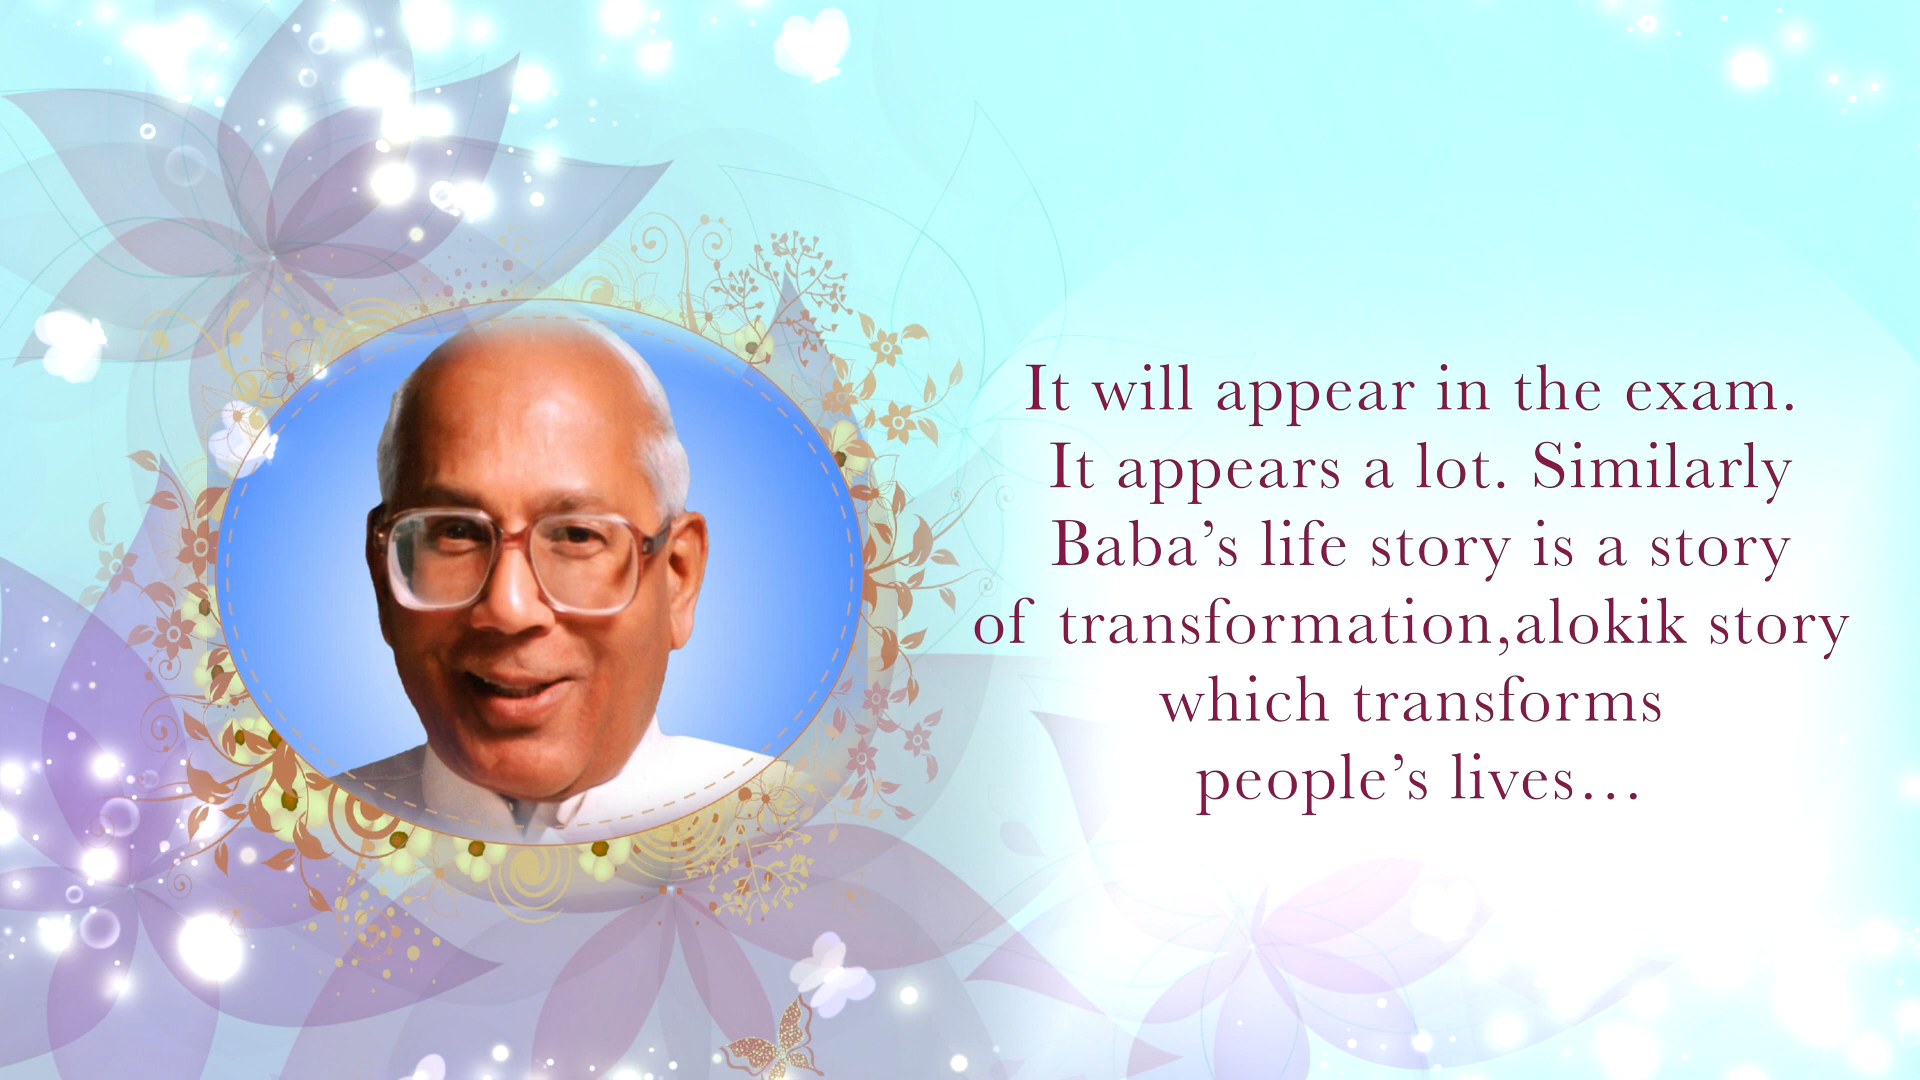 It will appear in the exam.
It appears a lot. Similarly
Baba’s life story is a story
of transformation,alokik story
which transforms
people’s lives…